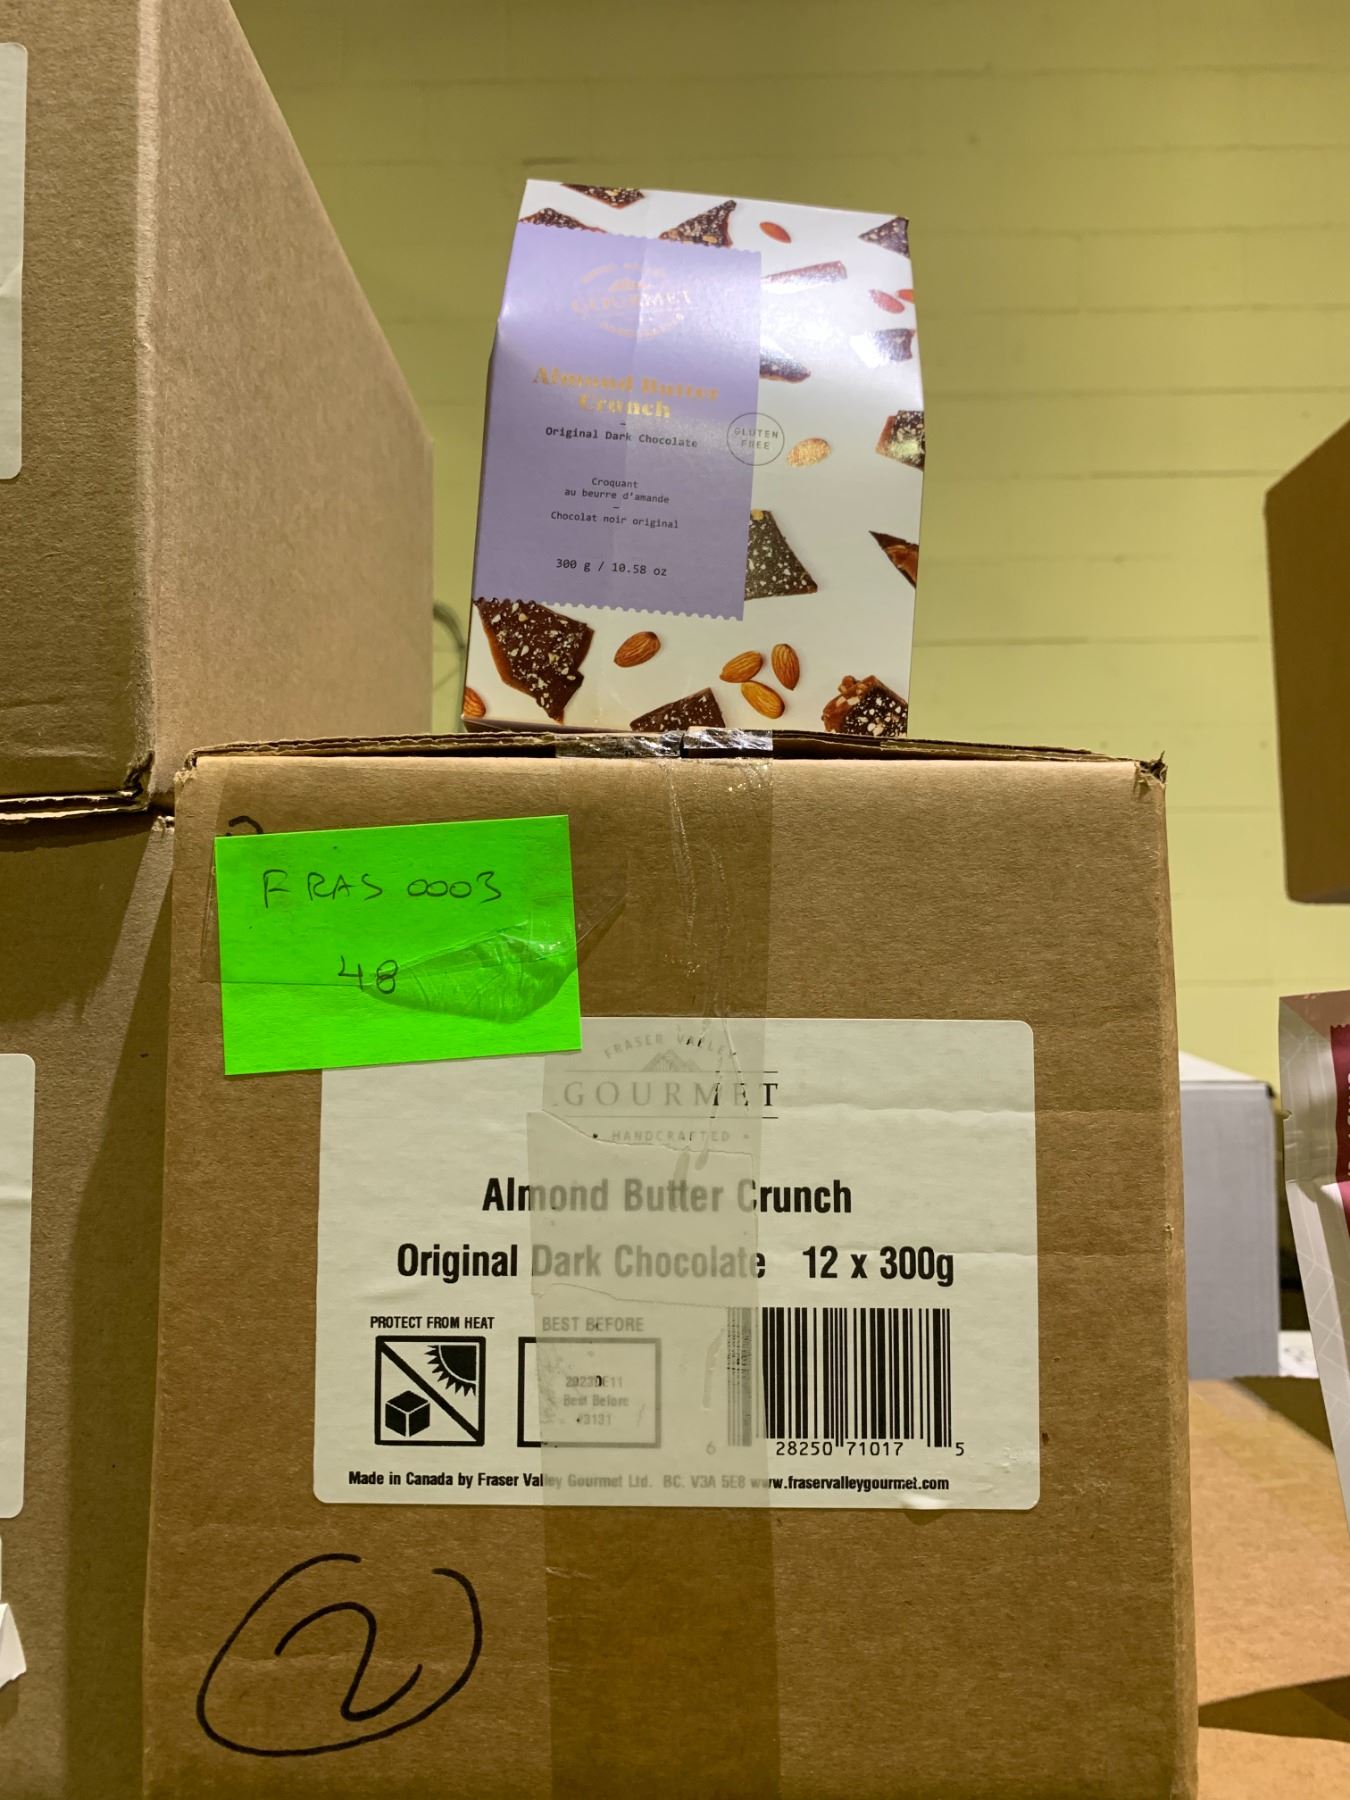 GOURMET
Almond Butter
Crunch
Original Dark Chocolate
GLUTEN
FREE
Croquant
au beurre d'amande
Chocolat noir original
300 g / 10.58 oz
FRAS 0003
48
FRASER VALLEY
GOURMET
• HANDCRAFTED •
Almond Butter Crunch
Original Dark Chocolate 12 x 300g
PROTECT FROM HEAT
BEST BEFORE
Best Before
6 28250 71017 5
Made in Canada by Fraser Valley Gourmet Ltd. BC. V3A 5E8 www.fraservalleygourmet.com
2